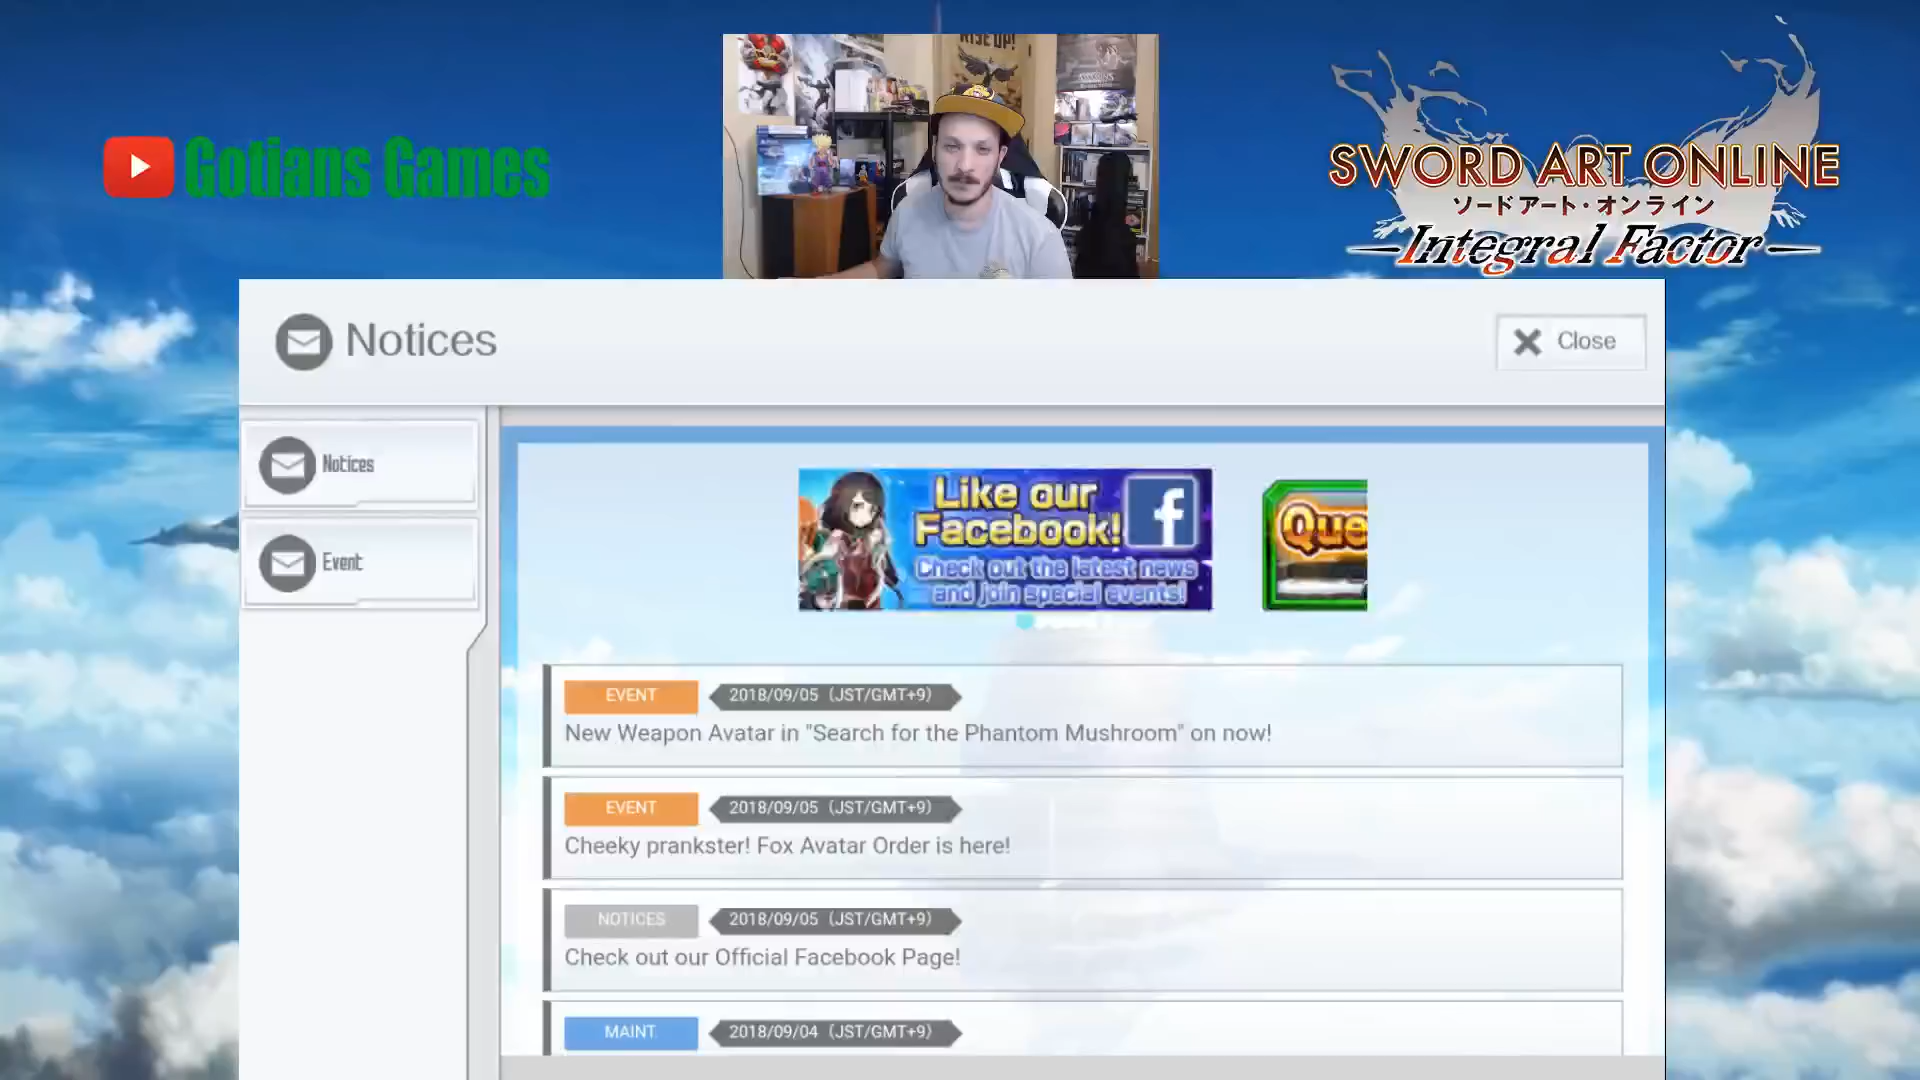 RISE UP!
Gotians Games
SWORD ART ONLINE
ソードアート・オンライン
Integral Factor
Notices
Close
Notices
Event
Like our
Facebook!
f
Check out the latest news
and join special events!
Que
EVENT
2018/09/05 (JST/GMT+9)
New Weapon Avatar in "Search for the Phantom Mushroom" on now!
EVENT
2018/09/05 (JST/GMT+9)
Cheeky prankster! Fox Avatar Order is here!
NOTICES
2018/09/05 (JST/GMT+9)
Check out our Official Facebook Page!
MAINT
2018/09/04 (JST/GMT+9)